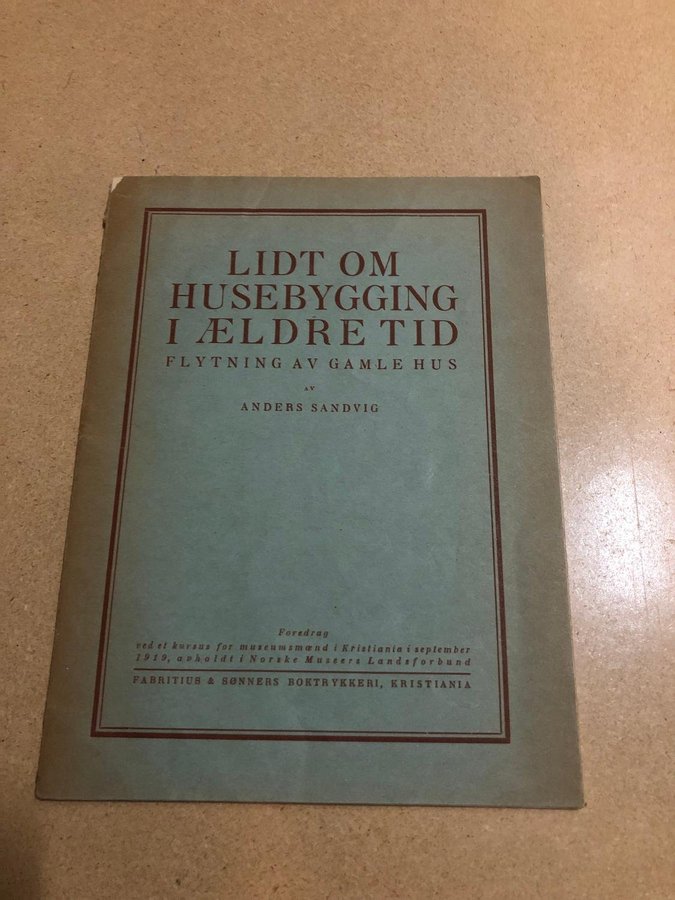 LIDT OM
HUSEBYGGING
I ÆLDRE TID
FLYTNING AV GAMLE HUS
AV
ANDERS SANDVIG
Foredrag
ved et kursus for museumsmænd i Kristiania i september
1919, avholdt i Norske Museers Landsforbund
FABRITIUS & SØNNERS BOKTRYKKERI, KRISTIANIA